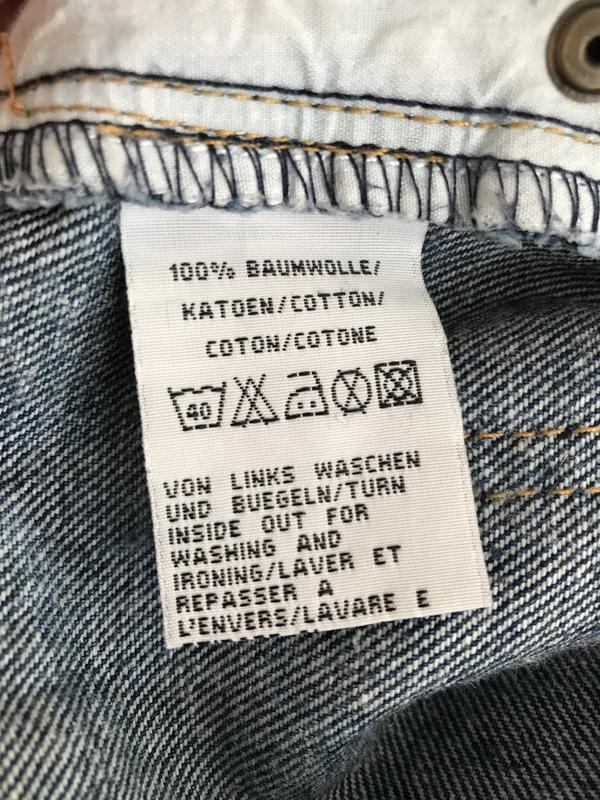 100% BAUMWOLLE/
KATOEN/COTTON/
COTON/COTONE
40
VON LINKS WASCHEN
UND BUEGELN/TURN
INSIDE OUT FOR
WASHING AND
IRONING/LAVER ET
REPASSER A
L'ENVERS/LAVARE E